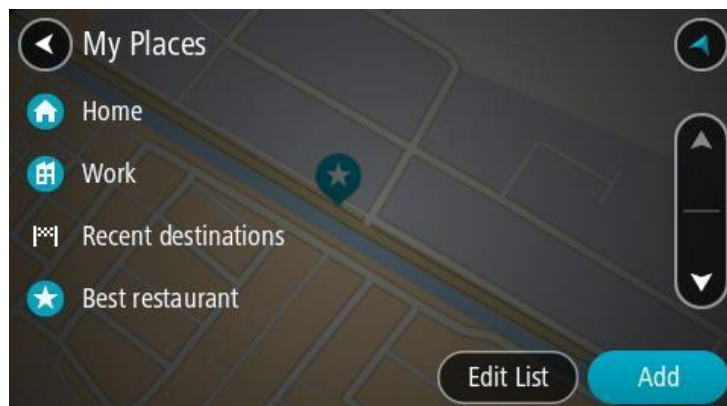 My Places
Home
Work
Recent destinations
Best restaurant
Edit List
Add